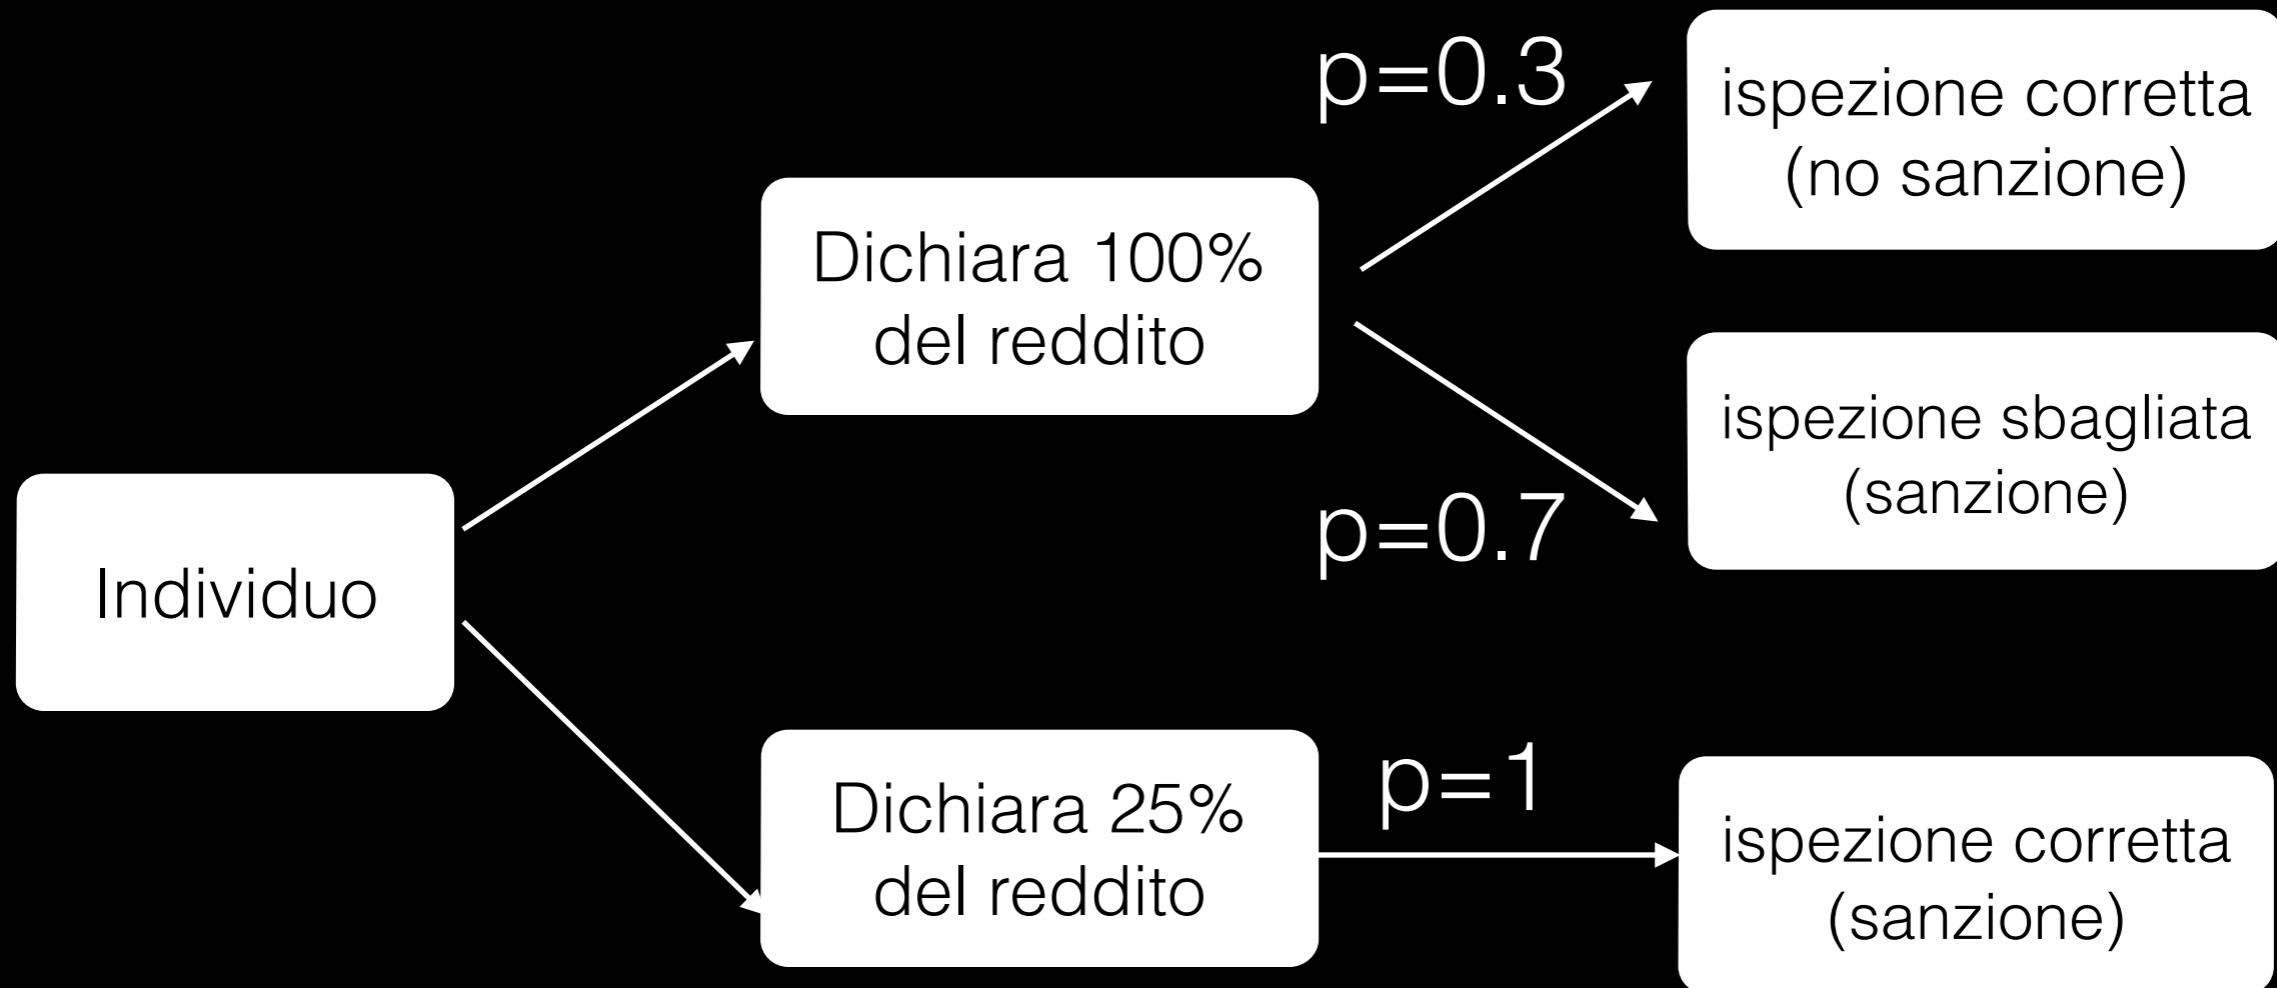 p=0.3
ispezione corretta
(no sanzione)
Dichiara 100%
del reddito
ispezione sbagliata
(sanzione)
p=0.7
Individuo
p=1
Dichiara 25%
del reddito
ispezione corretta
(sanzione)